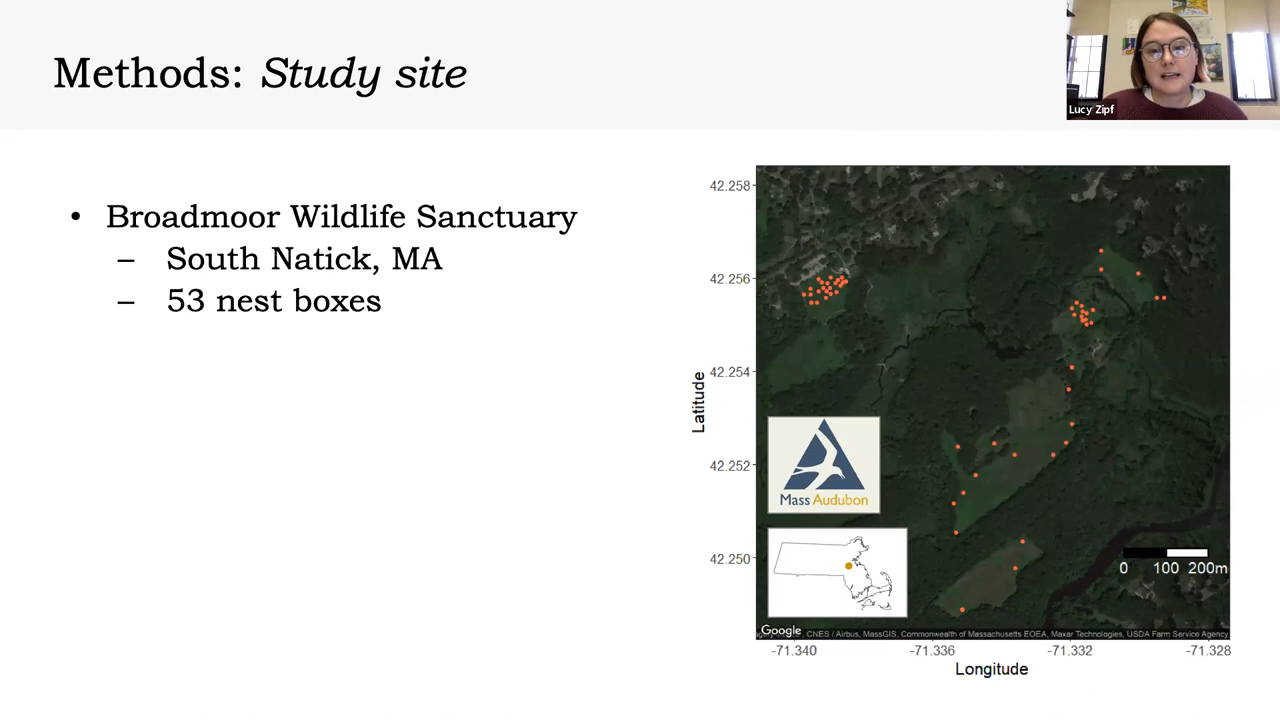 Methods: Study site
Lucy Zipf
• Broadmoor Wildlife Sanctuary
– South Natick, MA
– 53 nest boxes
42.258
42.256
42.254
42.252
42.250
Latitude
Mass Audubon
0 100 200m
Google
CNES / Airbus, MassGIS, Commonwealth of Massachusetts EOEA, Maxar Technologies, USDA Farm Service Agency
-71.340 -71.336 -71.332 -71.328
Longitude